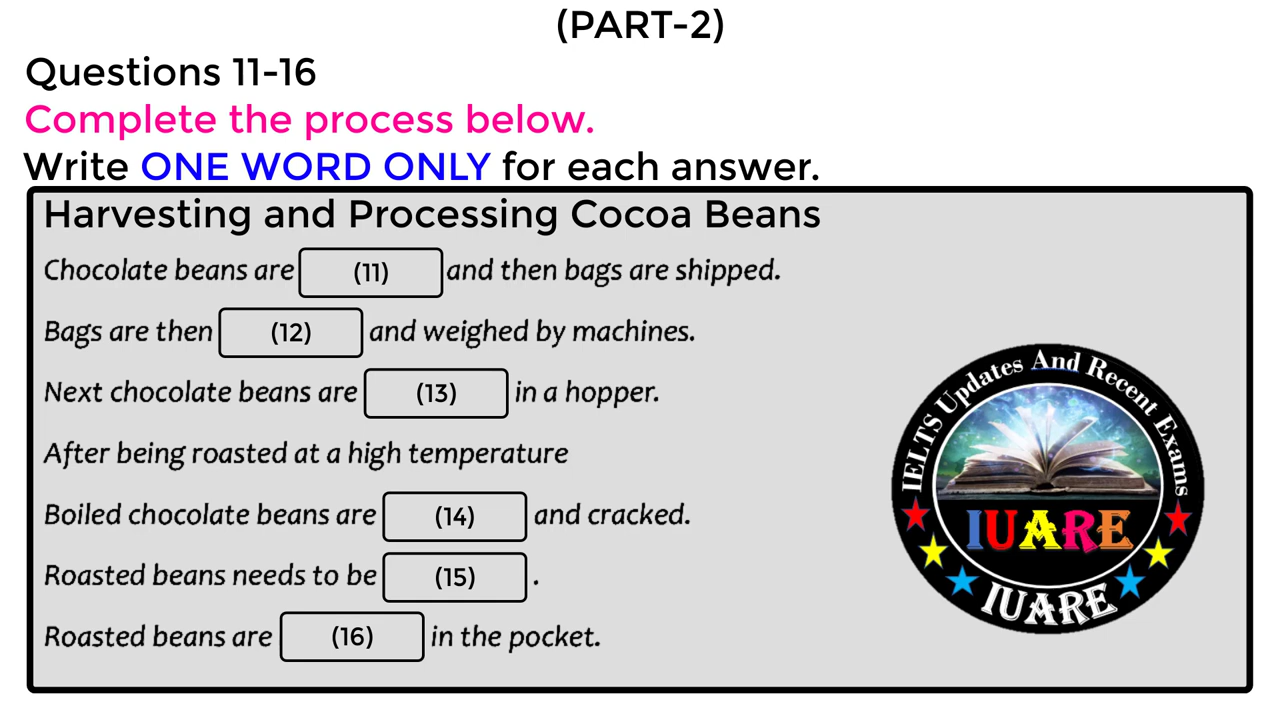 (PART-2)
Questions 11-16
Complete the process below.
Write ONE WORD ONLY for each answer.
Harvesting and Processing Cocoa Beans
Chocolate beans are (11) and then bags are shipped.
Bags are then (12) and weighed by machines.
Next chocolate beans are (13) in a hopper.
After being roasted at a high temperature
Boiled chocolate beans are (14) and cracked.
Roasted beans needs to be (15) .
Roasted beans are (16) in the pocket.
IELTS Updates And Recent Exams
IUARE
IUARE